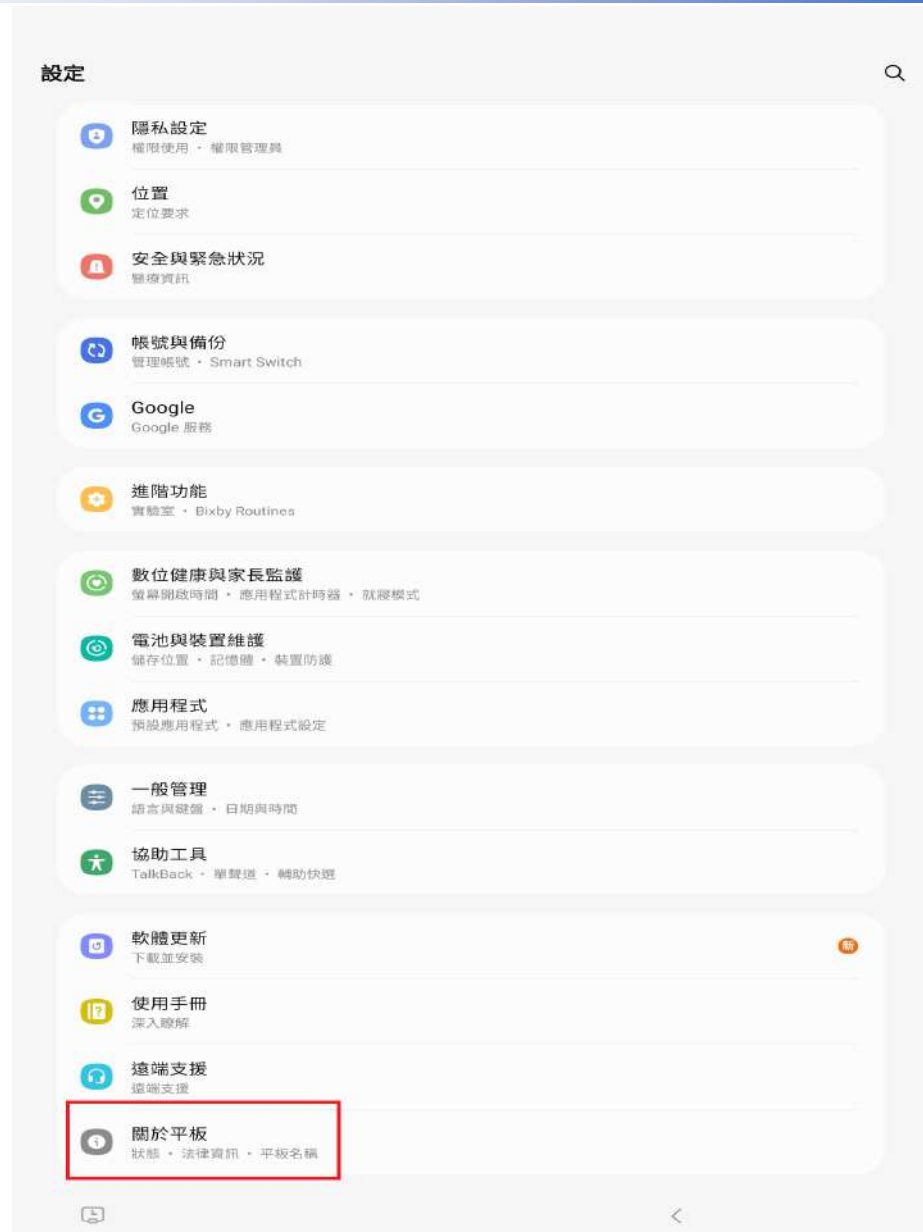 設定
隱私設定
權限使用 • 權限管理員
位置
定位要求
安全與緊急狀況
醫療資訊
帳號與備份
管理帳號 • Smart Switch
Google
Google 服務
進階功能
實驗室 • Bixby Routines
數位健康與家長監護
螢幕開啟時間 • 應用程式計時器 • 就寢模式
電池與裝置維護
儲存位置 • 記憶體 • 裝置防護
應用程式
預設應用程式 • 應用程式設定
一般管理
語言與鍵盤 • 日期與時間
協助工具
TalkBack • 單聲道 • 輔助快選
軟體更新
新
下載並安裝
使用手冊
深入瞭解
遠端支援
遠端支援
關於平板
狀態 • 法律資訊 • 平板名稱